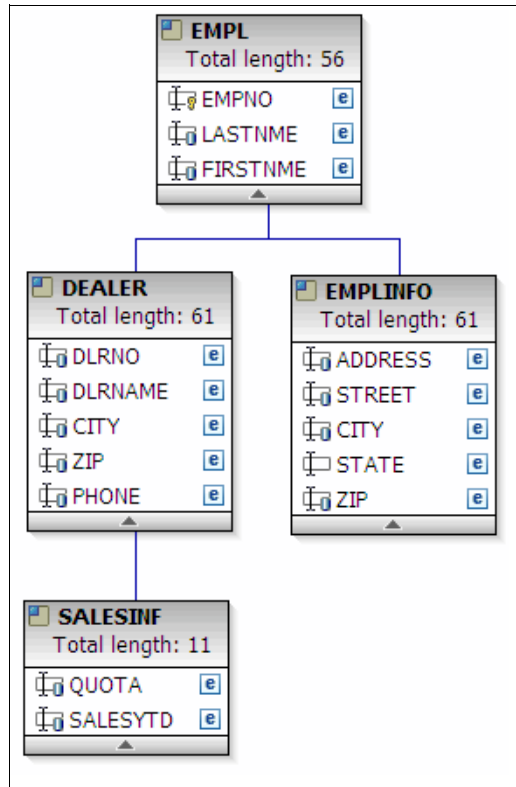 EMPL
Total length: 56
EMPNO e
LASTNME e
FIRSTNME e
DEALER
Total length: 61
DLRNO e
DLRNAME e
CITY e
ZIP e
PHONE e
EMPLINFO
Total length: 61
ADDRESS e
STREET e
CITY e
STATE e
ZIP e
SALESINF
Total length: 11
QUOTA e
SALESYTD e